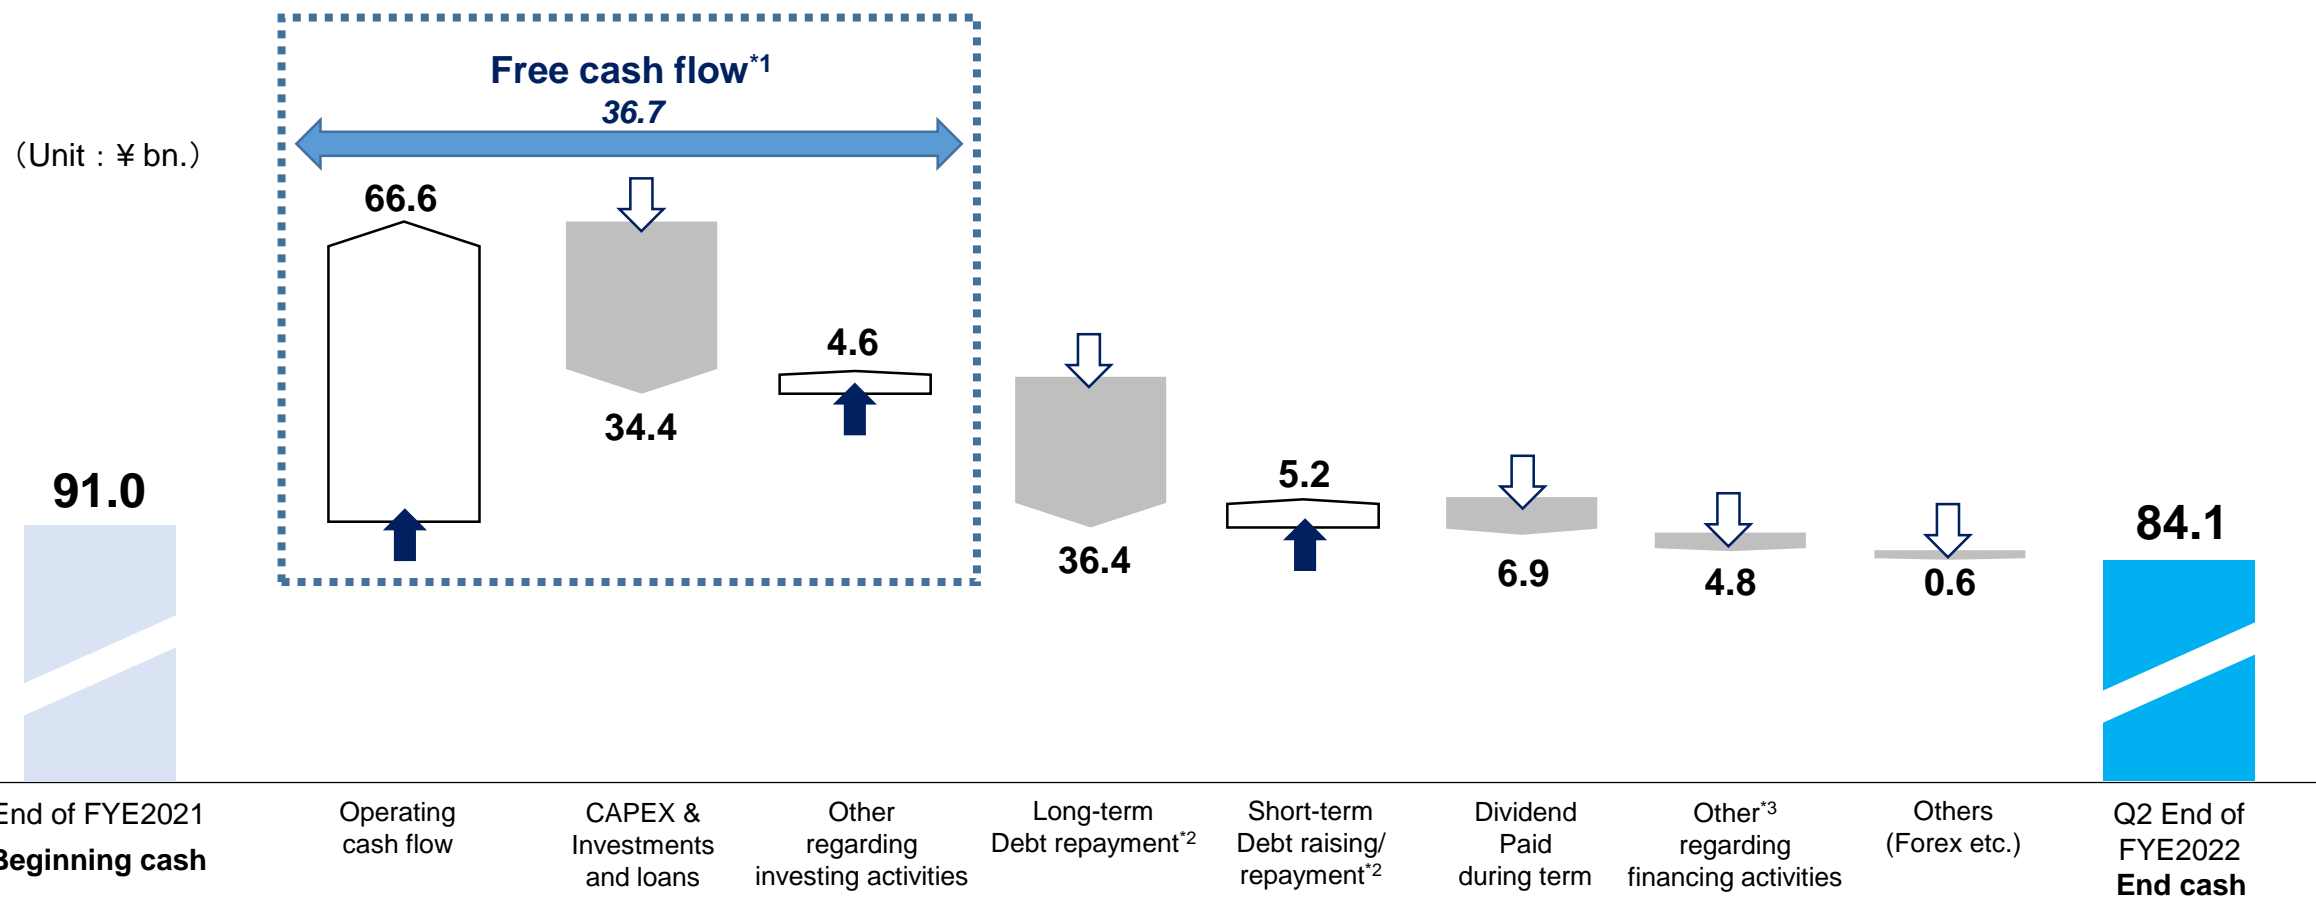 Free cash flow*1
36.7
（Unit：¥ bn.）
66.6
34.4
4.6
91.0
36.4
5.2
6.9
4.8
0.6
84.1
End of FYE2021
Beginning cash
Operating
cash flow
CAPEX &
Investments
and loans
Other
regarding
investing activities
Long-term
Debt repayment*2
Short-term
Debt raising/
repayment*2
Dividend
Paid
during term
Other*3
regarding
financing activities
Others
(Forex etc.)
Q2 End of
FYE2022
End cash